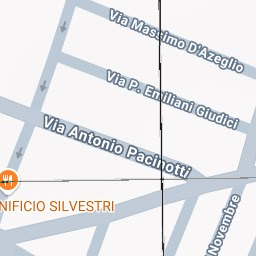 Via Massimo D'Azeglio
Via P. Emiliani Giudici
Via Antonio Pacinotti
NIFICIO SILVESTRI
Novembre